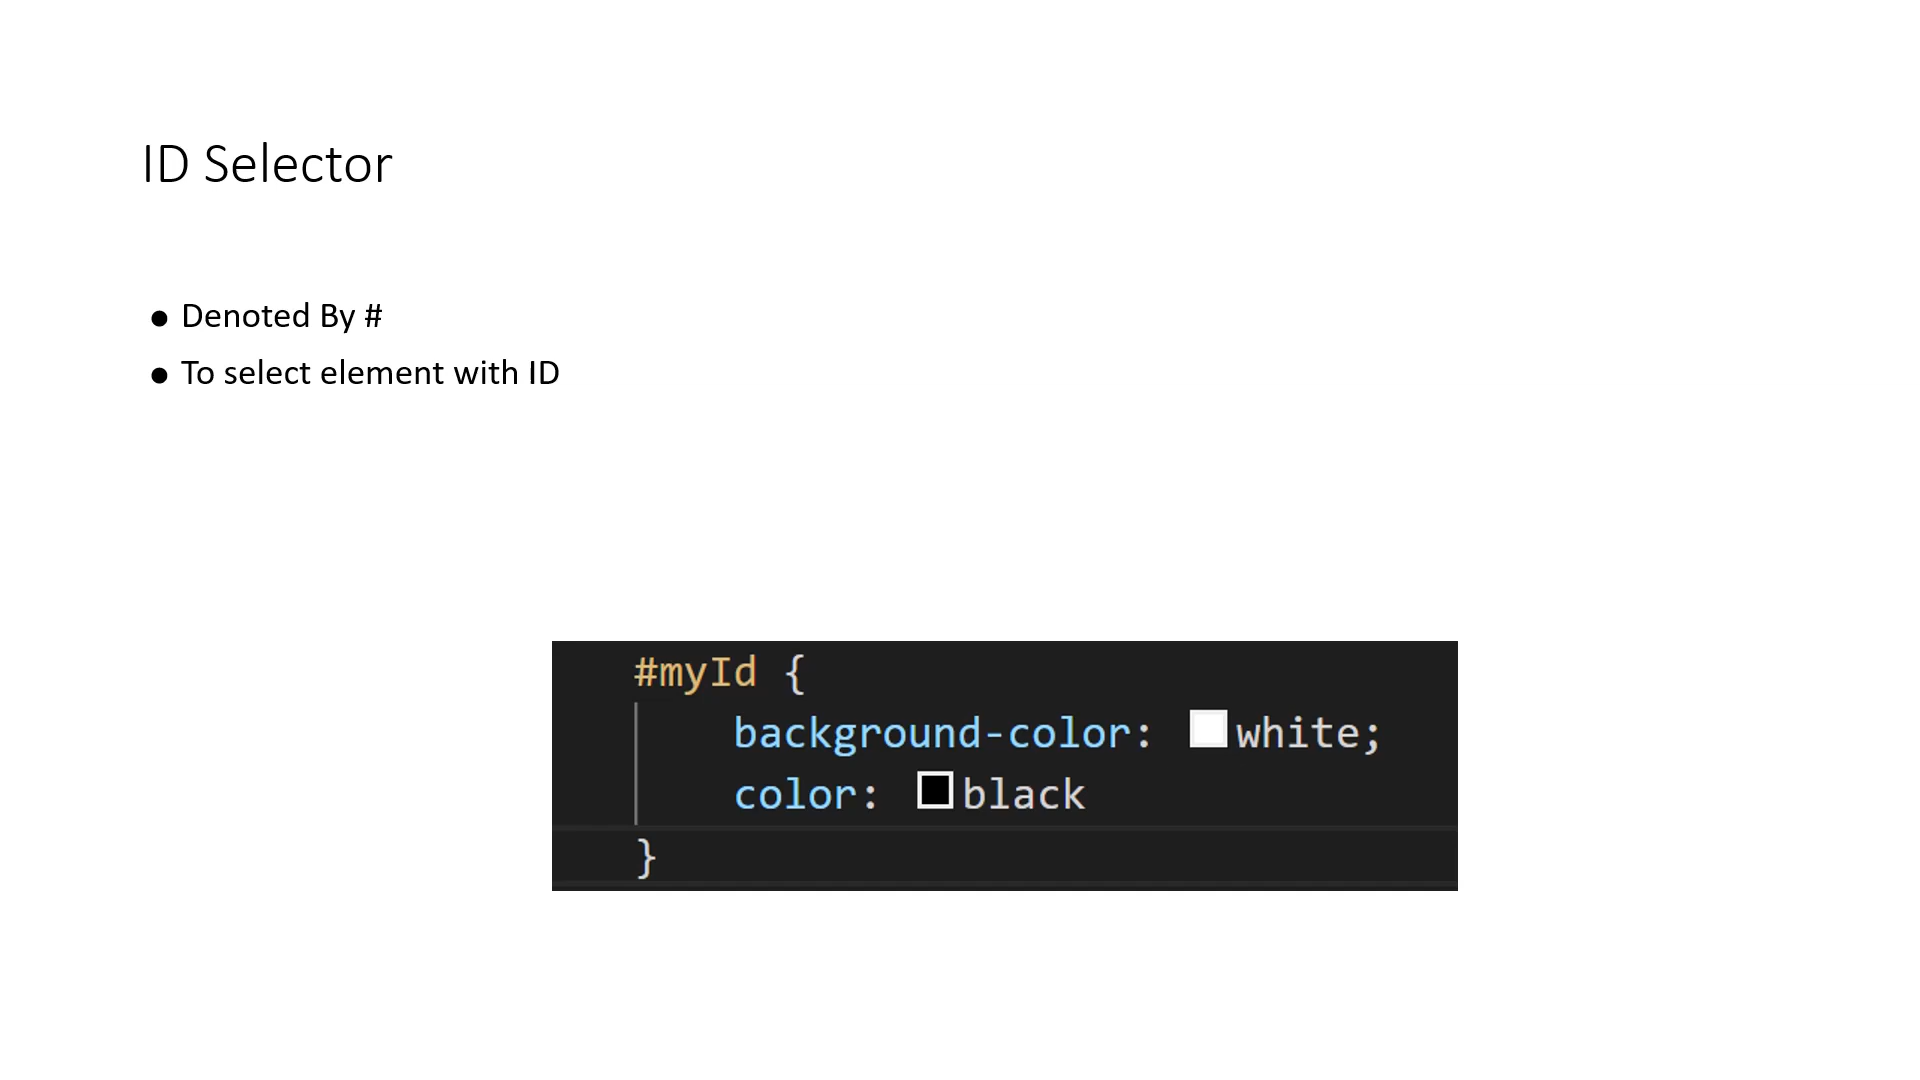 ID Selector
● Denoted By #
● To select element with ID
#myId {
background-color: white;
color: black
}